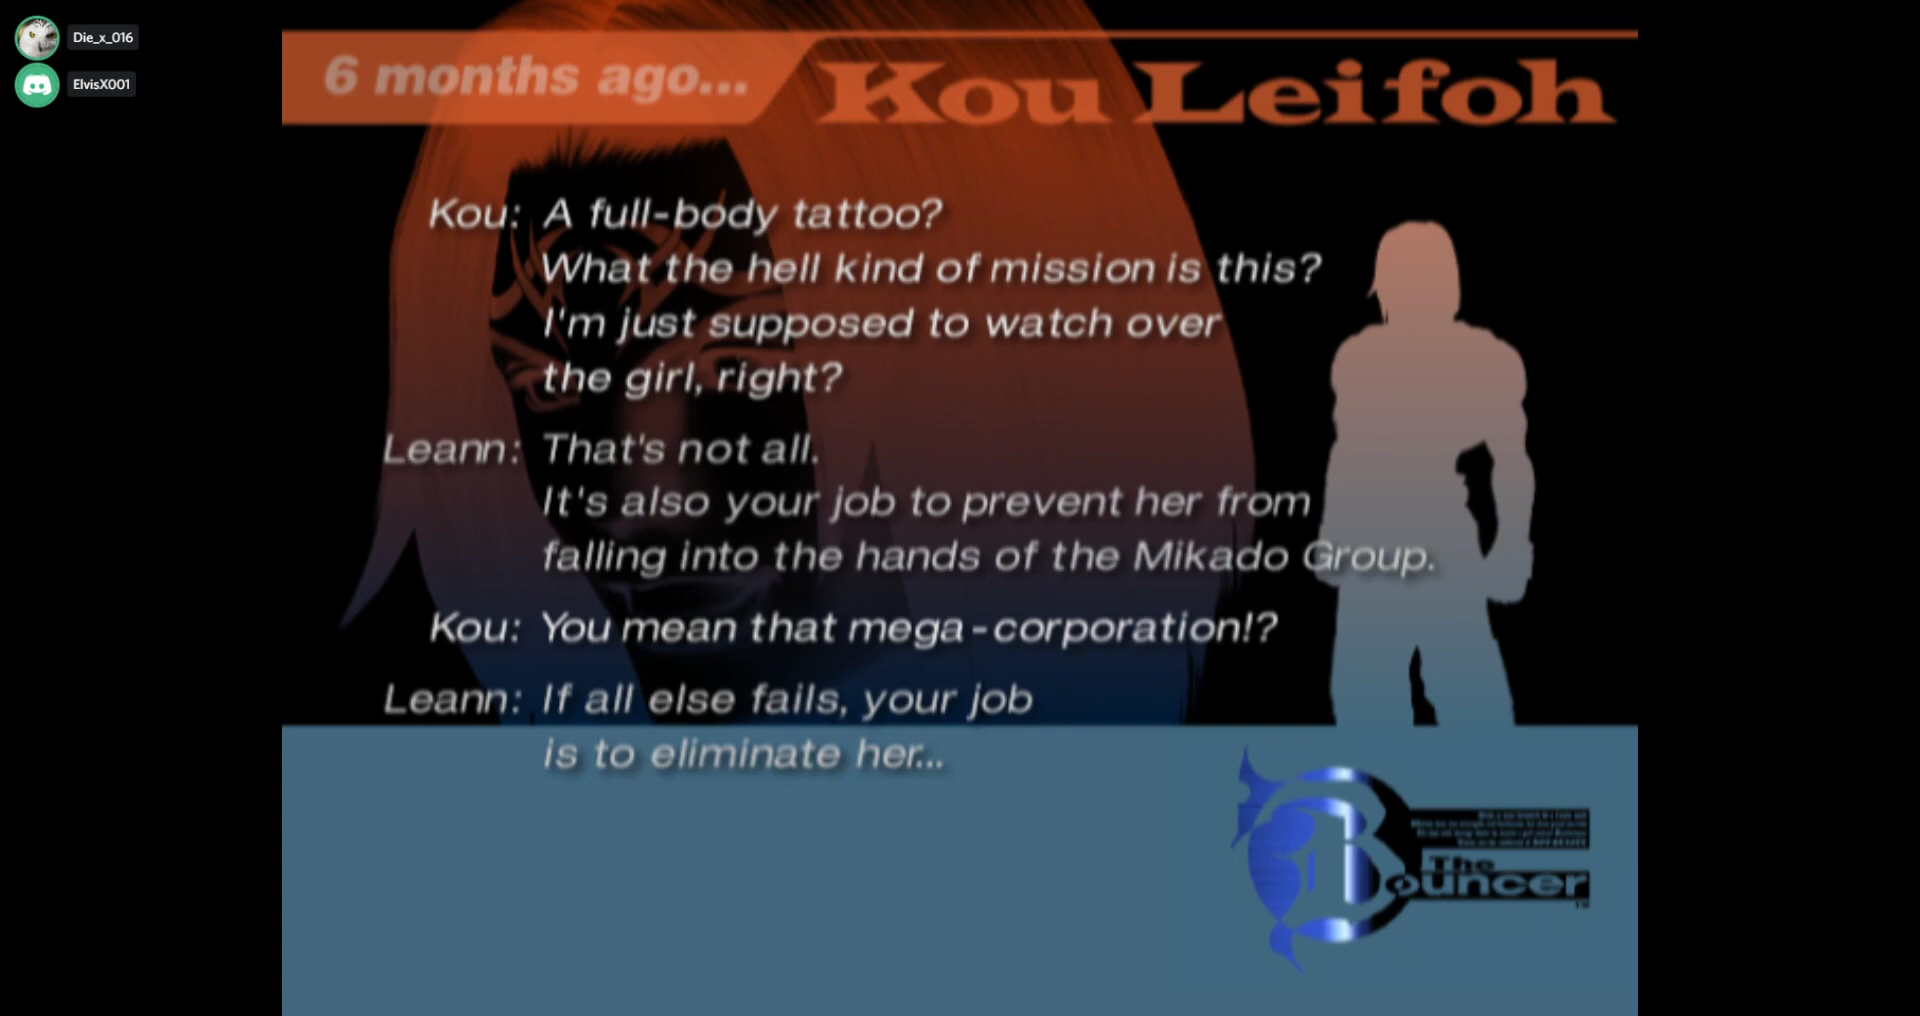 Die_x_016
ElvisX001
6 months ago...
Kou Leifoh
Kou: A full-body tattoo?
What the hell kind of mission is this?
I'm just supposed to watch over
the girl, right?
Leann: That's not all.
It's also your job to prevent her from
falling into the hands of the Mikado Group.
Kou: You mean that mega-corporation!?
Leann: If all else fails, your job
is to eliminate her...
The
Bouncer
TM